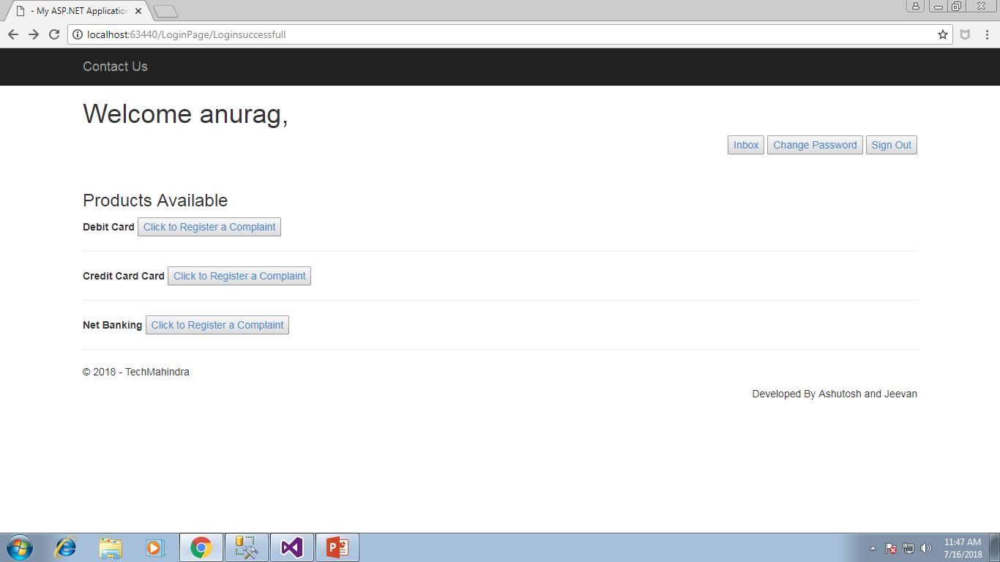 - My ASP.NET Application
localhost:63440/LoginPage/Loginsuccessfull
Contact Us
Welcome anurag,
Inbox Change Password Sign Out
Products Available
Debit Card Click to Register a Complaint
Credit Card Card Click to Register a Complaint
Net Banking Click to Register a Complaint
© 2018 - TechMahindra
Developed By Ashutosh and Jeevan
11:47 AM
7/16/2018